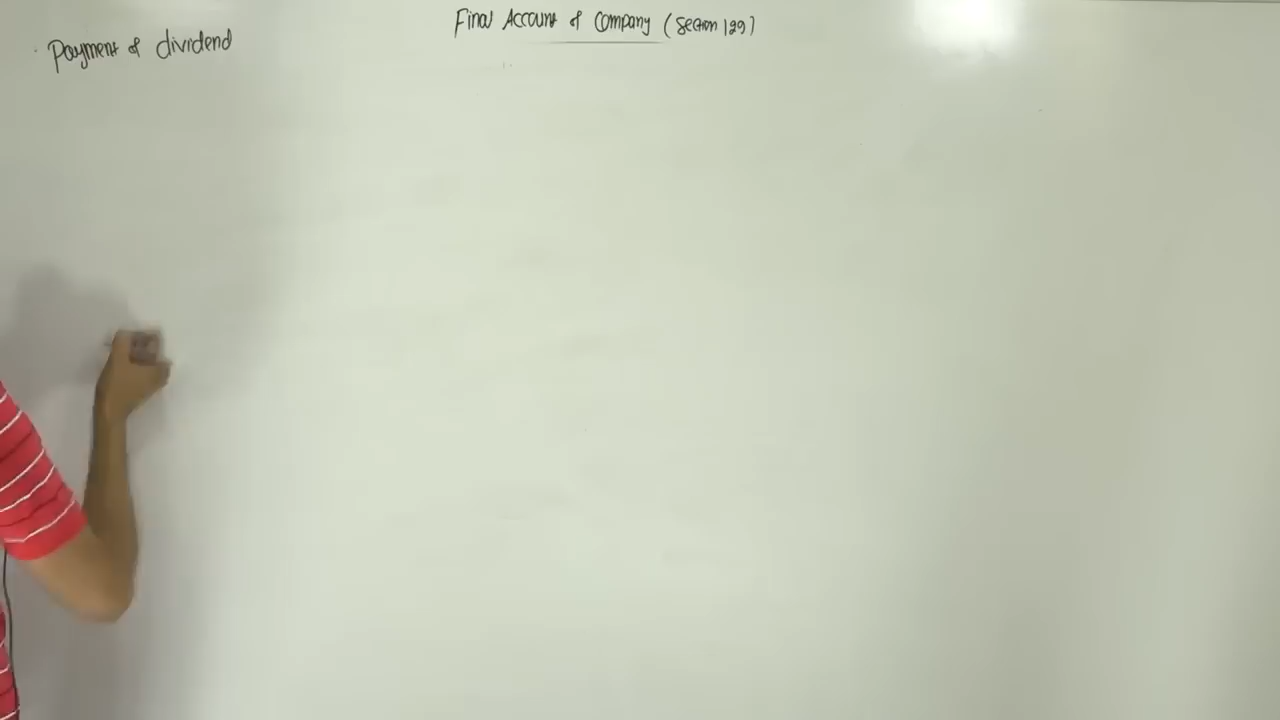 Final Account of Company (Section 129)
Payment of dividend